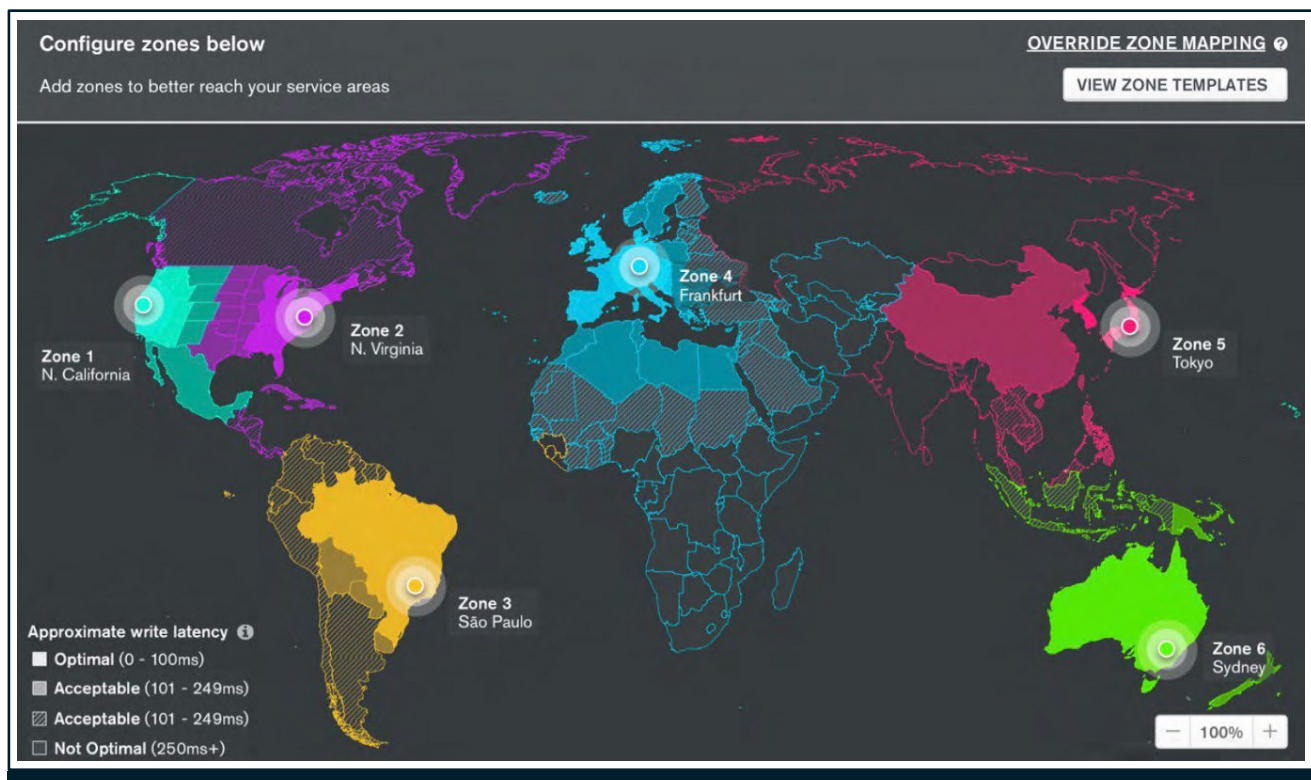 Configure zones below
OVERRIDE ZONE MAPPING ?
Add zones to better reach your service areas
VIEW ZONE TEMPLATES
Zone 1
N. California
Zone 2
N. Virginia
Zone 4
Frankfurt
Zone 5
Tokyo
Zone 3
São Paulo
Zone 6
Sydney
Approximate write latency i
Optimal (0 - 100ms)
Acceptable (101 - 249ms)
Acceptable (101 - 249ms)
Not Optimal (250ms+)
− 100% +